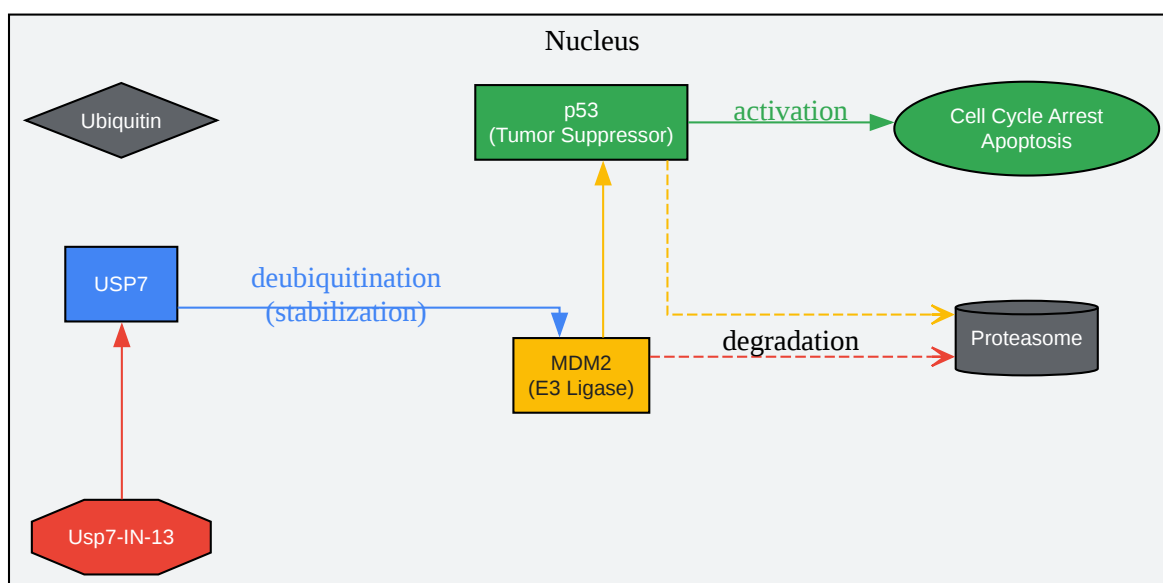 Nucleus
Ubiquitin
p53
(Tumor Suppressor)
activation
Cell Cycle Arrest
Apoptosis
USP7
deubiquitination
(stabilization)
MDM2
(E3 Ligase)
degradation
Proteasome
Usp7-IN-13